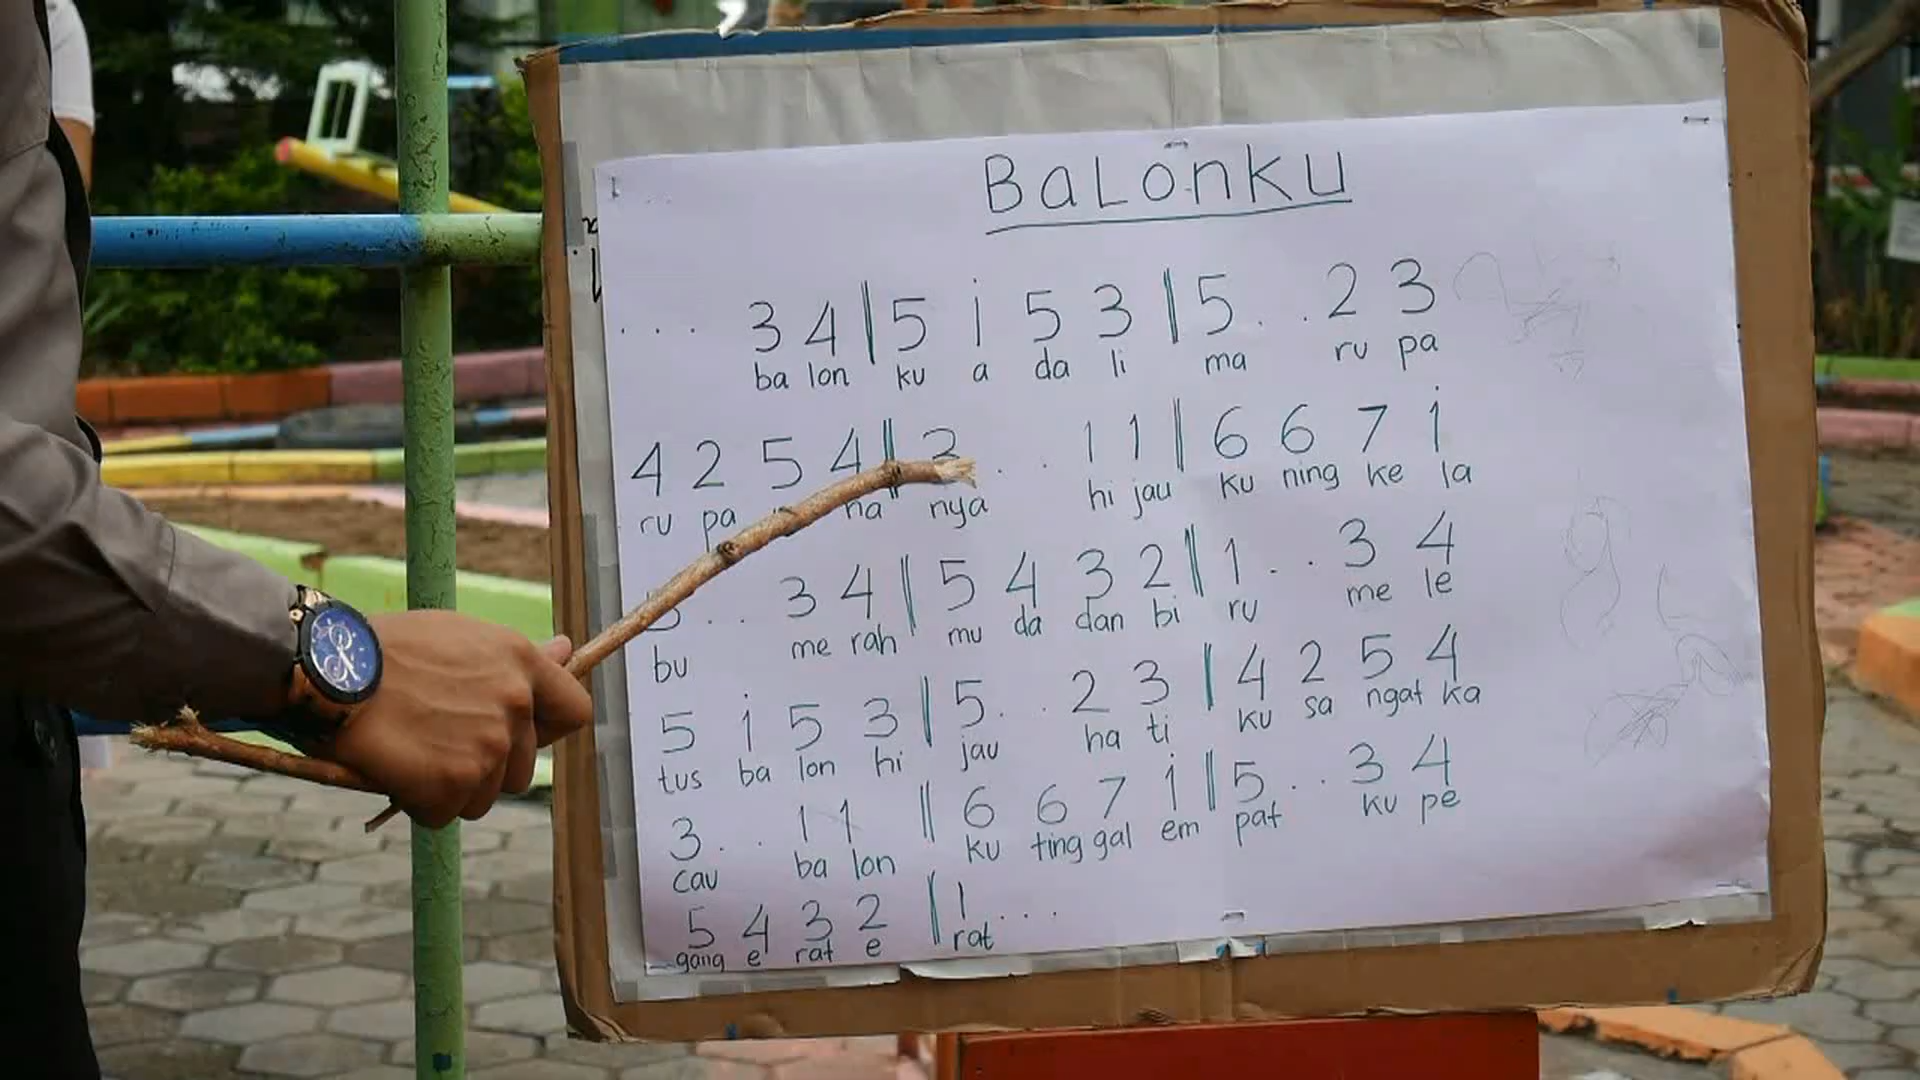 BaLonKU
. . . 3 4 | 5 i 5 3 | 5 . . 2 3
ba lon ku a da li ma ru pa
4 2 5 4 || 3 . . 1 1 | 6 6 7 i
ru pa na nya hi jau ku ning ke la
. . 3 4 || 5 4 3 2 || 1 . . 3 4
bu me rah mu da dan bi ru me le
5 i 5 3 | 5 . . 2 3 | 4 2 5 4
tus ba lon hi jau ha ti ku sa ngat ka
3 . . 1 1 || 6 6 7 i || 5 . . 3 4
cau ba lon ku ting gal em pat ku pe
5 4 3 2 || 1 . . .
gang e rat e rat